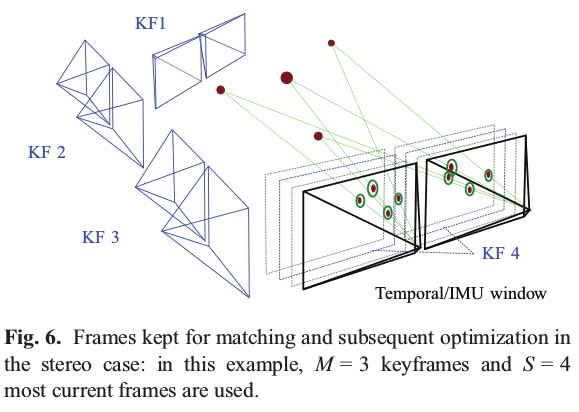 KF1
KF 2
KF 3
KF 4
Temporal/IMU window
Fig. 6. Frames kept for matching and subsequent optimization in
the stereo case: in this example, M = 3 keyframes and S = 4
most current frames are used.